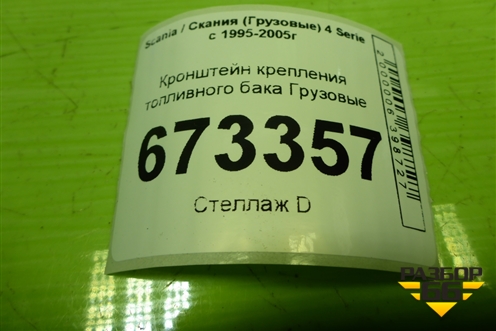 Scania / Скания (Грузовые) 4 Serie
с 1995-2005г
Кронштейн крепления
топливного бака Грузовые
673357
Стеллаж D
2000006398727
РАЗБОР